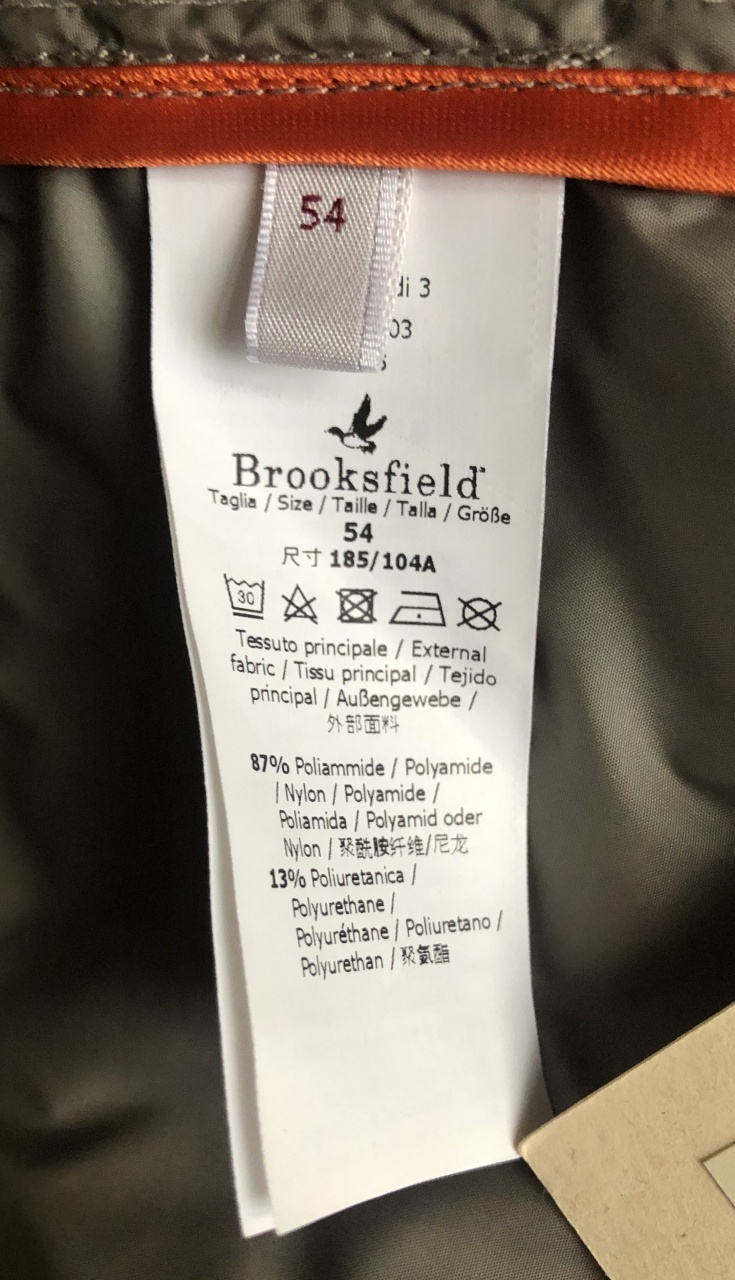 54
di 3
03
Brooksfield
Taglia / Size / Taille / Talla / Größe
54
尺寸 185/104A
30
Tessuto principale / External
fabric / Tissu principal / Tejido
principal / Außengewebe /
外部面料
87% Poliammide / Polyamide
/ Nylon / Polyamide /
Poliamida / Polyamid oder
Nylon / 聚酰胺纤维/尼龙
13% Poliuretanica /
Polyurethane /
Polyuréthane / Poliuretano /
Polyurethan / 聚氨酯